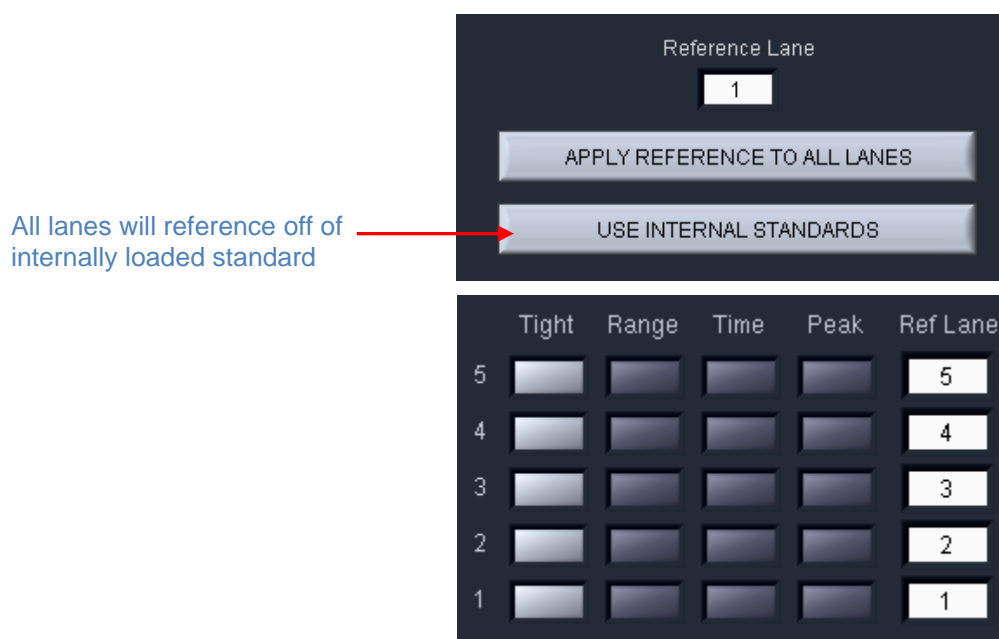 Reference Lane
1
APPLY REFERENCE TO ALL LANES
All lanes will reference off of
internally loaded standard
USE INTERNAL STANDARDS
Tight Range Time Peak Ref Lane
5 5
4 4
3 3
2 2
1 1